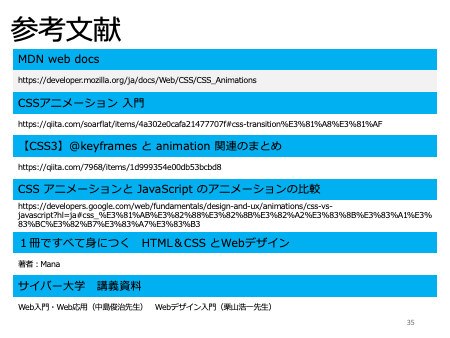 参考文献
MDN web docs
https://developer.mozilla.org/ja/docs/Web/CSS/CSS_Animations
CSSアニメーション 入門
https://qiita.com/soarflat/items/4a302e0cafa21477707f#css-transition%E3%81%A8%E3%81%AF
【CSS3】@keyframes と animation 関連のまとめ
https://qiita.com/7968/items/1d999354e00db53bcbd8
CSS アニメーションと JavaScript のアニメーションの比較
https://developers.google.com/web/fundamentals/design-and-ux/animations/css-vs-
javascript?hl=ja#css_%E3%81%AB%E3%82%88%E3%82%8B%E3%82%A2%E3%83%8B%E3%83%A1%E3%
83%BC%E3%82%B7%E3%83%A7%E3%83%B3
１冊ですべて身につく　HTML＆CSS とWebデザイン
著者：Mana
サイバー大学　講義資料
Web入門・Web応用（中島俊治先生）　Webデザイン入門（栗山浩一先生）
35